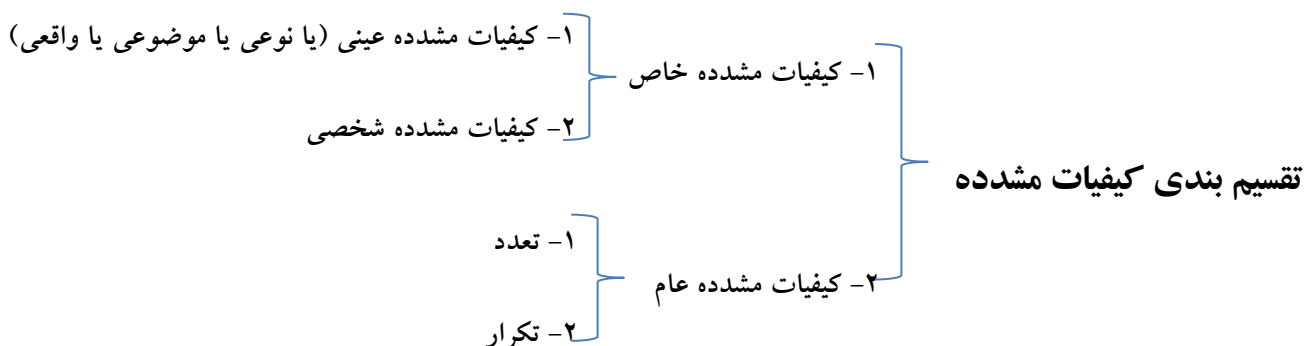 تقسیم بندی کیفیات مشدده
۱- کیفیات مشدده خاص
۱- کیفیات مشدده عینی (یا نوعی یا موضوعی یا واقعی)
۲- کیفیات مشدده شخصی
۲- کیفیات مشدده عام
۱- تعدد
۲- تکرار